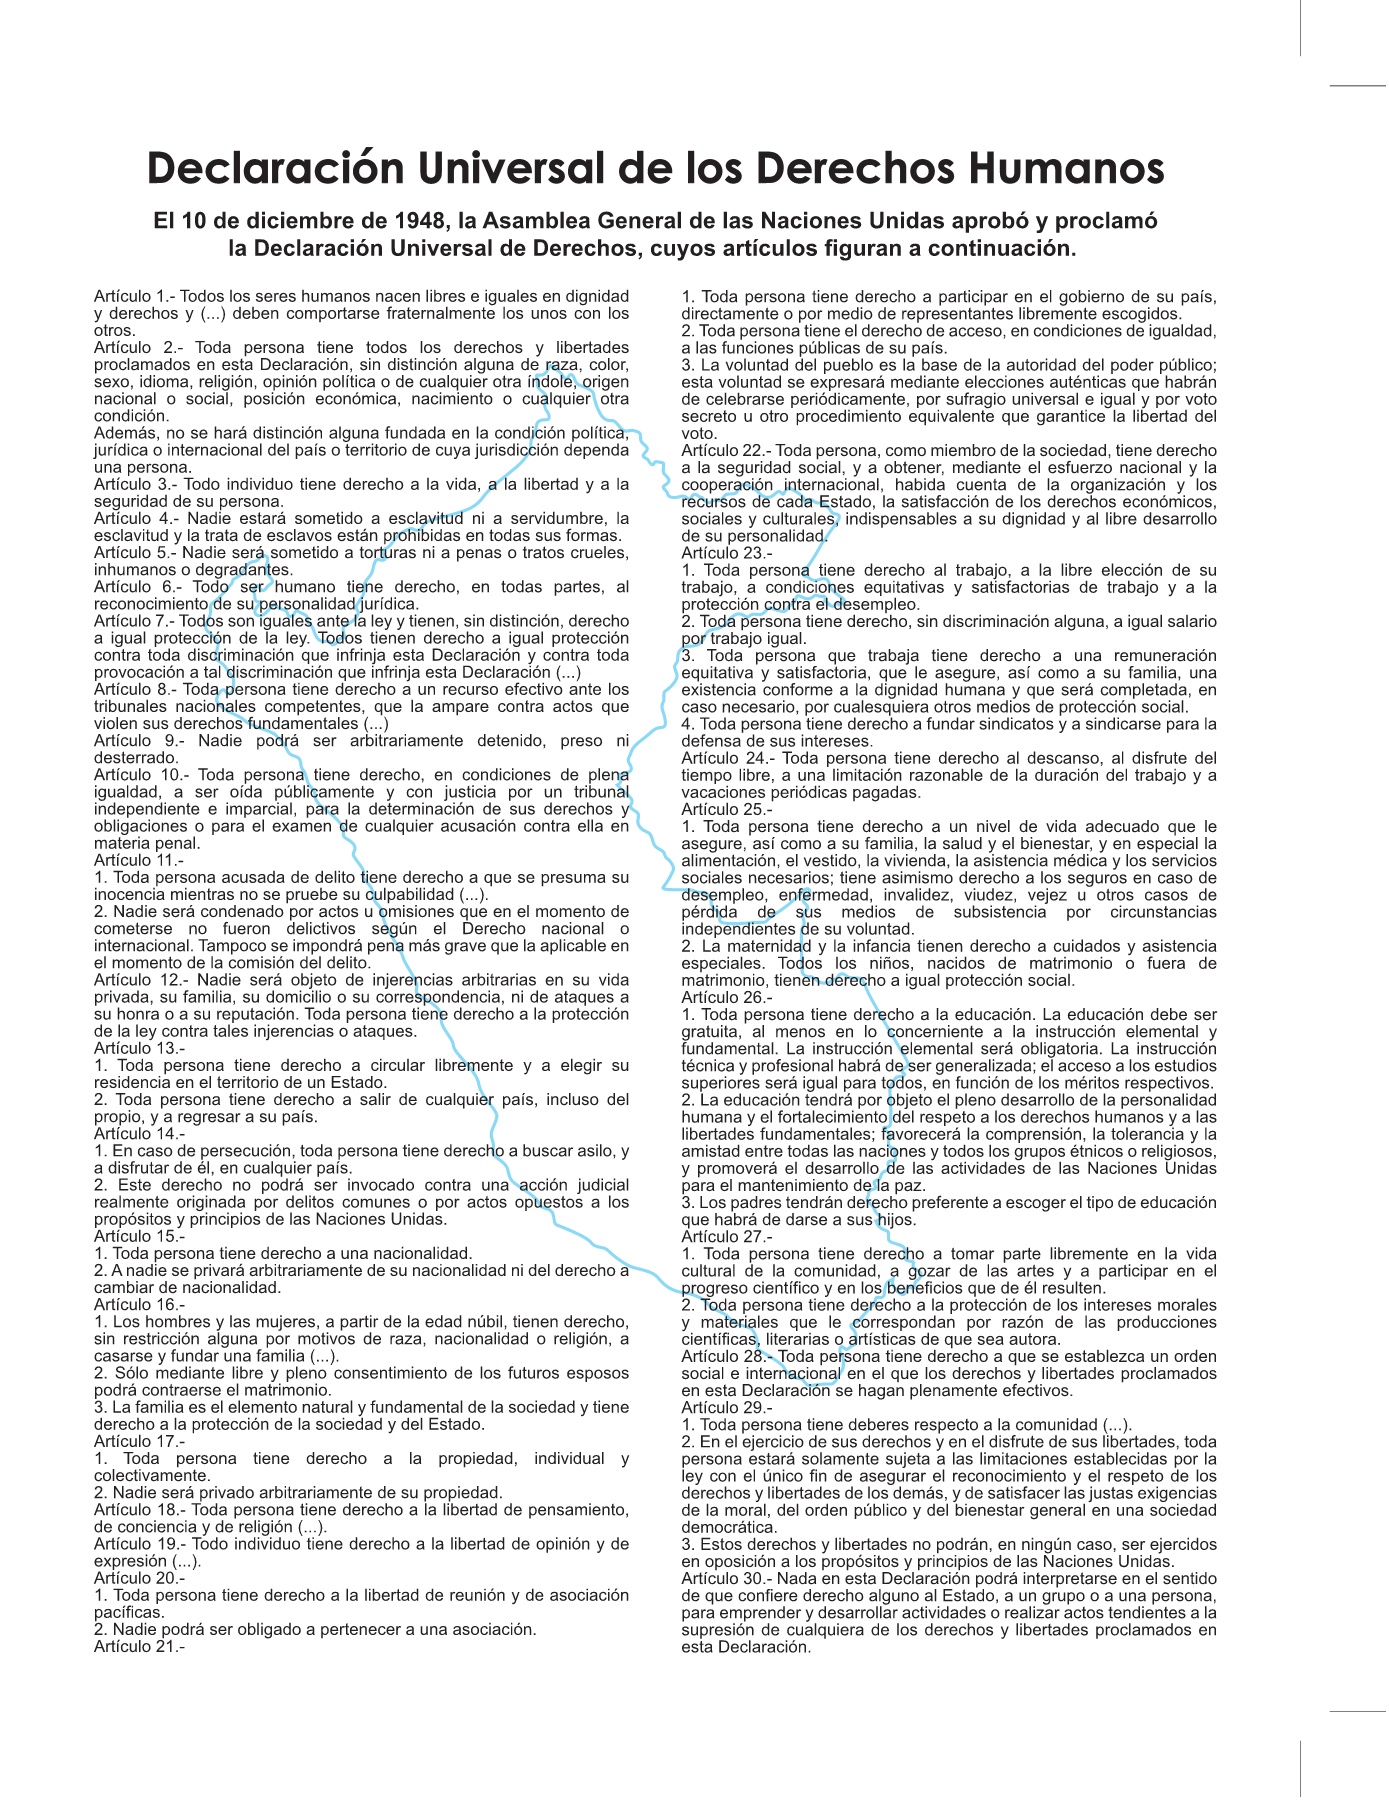 Declaración Universal de los Derechos Humanos
El 10 de diciembre de 1948, la Asamblea General de las Naciones Unidas aprobó y proclamó
la Declaración Universal de Derechos, cuyos artículos figuran a continuación.
Artículo 1.- Todos los seres humanos nacen libres e iguales en dignidad
y derechos y (...) deben comportarse fraternalmente los unos con los
otros.
Artículo 2.- Toda persona tiene todos los derechos y libertades
proclamados en esta Declaración, sin distinción alguna de raza, color,
sexo, idioma, religión, opinión política o de cualquier otra índole, origen
nacional o social, posición económica, nacimiento o cualquier otra
condición.
Además, no se hará distinción alguna fundada en la condición política,
jurídica o internacional del país o territorio de cuya jurisdicción dependa
una persona.
Artículo 3.- Todo individuo tiene derecho a la vida, a la libertad y a la
seguridad de su persona.
Artículo 4.- Nadie estará sometido a esclavitud ni a servidumbre, la
esclavitud y la trata de esclavos están prohibidas en todas sus formas.
Artículo 5.- Nadie será sometido a torturas ni a penas o tratos crueles,
inhumanos o degradantes.
Artículo 6.- Todo ser humano tiene derecho, en todas partes, al
reconocimiento de su personalidad jurídica.
Artículo 7.- Todos son iguales ante la ley y tienen, sin distinción, derecho
a igual protección de la ley. Todos tienen derecho a igual protección
contra toda discriminación que infrinja esta Declaración y contra toda
provocación a tal discriminación que infrinja esta Declaración (...)
Artículo 8.- Toda persona tiene derecho a un recurso efectivo ante los
tribunales nacionales competentes, que la ampare contra actos que
violen sus derechos fundamentales (...)
Artículo 9.- Nadie podrá ser arbitrariamente detenido, preso ni
desterrado.
Artículo 10.- Toda persona tiene derecho, en condiciones de plena
igualdad, a ser oída públicamente y con justicia por un tribunal
independiente e imparcial, para la determinación de sus derechos y
obligaciones o para el examen de cualquier acusación contra ella en
materia penal.
Artículo 11.-
1. Toda persona acusada de delito tiene derecho a que se presuma su
inocencia mientras no se pruebe su culpabilidad (...).
2. Nadie será condenado por actos u omisiones que en el momento de
cometerse no fueron delictivos según el Derecho nacional o
internacional. Tampoco se impondrá pena más grave que la aplicable en
el momento de la comisión del delito.
Artículo 12.- Nadie será objeto de injerencias arbitrarias en su vida
privada, su familia, su domicilio o su correspondencia, ni de ataques a
su honra o a su reputación. Toda persona tiene derecho a la protección
de la ley contra tales injerencias o ataques.
Artículo 13.-
1. Toda persona tiene derecho a circular libremente y a elegir su
residencia en el territorio de un Estado.
2. Toda persona tiene derecho a salir de cualquier país, incluso del
propio, y a regresar a su país.
Artículo 14.-
1. En caso de persecución, toda persona tiene derecho a buscar asilo, y
a disfrutar de él, en cualquier país.
2. Este derecho no podrá ser invocado contra una acción judicial
realmente originada por delitos comunes o por actos opuestos a los
propósitos y principios de las Naciones Unidas.
Artículo 15.-
1. Toda persona tiene derecho a una nacionalidad.
2. A nadie se privará arbitrariamente de su nacionalidad ni del derecho a
cambiar de nacionalidad.
Artículo 16.-
1. Los hombres y las mujeres, a partir de la edad núbil, tienen derecho,
sin restricción alguna por motivos de raza, nacionalidad o religión, a
casarse y fundar una familia (...).
2. Sólo mediante libre y pleno consentimiento de los futuros esposos
podrá contraerse el matrimonio.
3. La familia es el elemento natural y fundamental de la sociedad y tiene
derecho a la protección de la sociedad y del Estado.
Artículo 17.-
1. Toda persona tiene derecho a la propiedad, individual y
colectivamente.
2. Nadie será privado arbitrariamente de su propiedad.
Artículo 18.- Toda persona tiene derecho a la libertad de pensamiento,
de conciencia y de religión (...).
Artículo 19.- Todo individuo tiene derecho a la libertad de opinión y de
expresión (...).
Artículo 20.-
1. Toda persona tiene derecho a la libertad de reunión y de asociación
pacíficas.
2. Nadie podrá ser obligado a pertenecer a una asociación.
Artículo 21.-
1. Toda persona tiene derecho a participar en el gobierno de su país,
directamente o por medio de representantes libremente escogidos.
2. Toda persona tiene el derecho de acceso, en condiciones de igualdad,
a las funciones públicas de su país.
3. La voluntad del pueblo es la base de la autoridad del poder público;
esta voluntad se expresará mediante elecciones auténticas que habrán
de celebrarse periódicamente, por sufragio universal e igual y por voto
secreto u otro procedimiento equivalente que garantice la libertad del
voto.
Artículo 22.- Toda persona, como miembro de la sociedad, tiene derecho
a la seguridad social, y a obtener, mediante el esfuerzo nacional y la
cooperación internacional, habida cuenta de la organización y los
recursos de cada Estado, la satisfacción de los derechos económicos,
sociales y culturales, indispensables a su dignidad y al libre desarrollo
de su personalidad.
Artículo 23.-
1. Toda persona tiene derecho al trabajo, a la libre elección de su
trabajo, a condiciones equitativas y satisfactorias de trabajo y a la
protección contra el desempleo.
2. Toda persona tiene derecho, sin discriminación alguna, a igual salario
por trabajo igual.
3. Toda persona que trabaja tiene derecho a una remuneración
equitativa y satisfactoria, que le asegure, así como a su familia, una
existencia conforme a la dignidad humana y que será completada, en
caso necesario, por cualesquiera otros medios de protección social.
4. Toda persona tiene derecho a fundar sindicatos y a sindicarse para la
defensa de sus intereses.
Artículo 24.- Toda persona tiene derecho al descanso, al disfrute del
tiempo libre, a una limitación razonable de la duración del trabajo y a
vacaciones periódicas pagadas.
Artículo 25.-
1. Toda persona tiene derecho a un nivel de vida adecuado que le
asegure, así como a su familia, la salud y el bienestar, y en especial la
alimentación, el vestido, la vivienda, la asistencia médica y los servicios
sociales necesarios; tiene asimismo derecho a los seguros en caso de
desempleo, enfermedad, invalidez, viudez, vejez u otros casos de
pérdida de sus medios de subsistencia por circunstancias
independientes de su voluntad.
2. La maternidad y la infancia tienen derecho a cuidados y asistencia
especiales. Todos los niños, nacidos de matrimonio o fuera de
matrimonio, tienen derecho a igual protección social.
Artículo 26.-
1. Toda persona tiene derecho a la educación. La educación debe ser
gratuita, al menos en lo concerniente a la instrucción elemental y
fundamental. La instrucción elemental será obligatoria. La instrucción
técnica y profesional habrá de ser generalizada; el acceso a los estudios
superiores será igual para todos, en función de los méritos respectivos.
2. La educación tendrá por objeto el pleno desarrollo de la personalidad
humana y el fortalecimiento del respeto a los derechos humanos y a las
libertades fundamentales; favorecerá la comprensión, la tolerancia y la
amistad entre todas las naciones y todos los grupos étnicos o religiosos,
y promoverá el desarrollo de las actividades de las Naciones Unidas
para el mantenimiento de la paz.
3. Los padres tendrán derecho preferente a escoger el tipo de educación
que habrá de darse a sus hijos.
Artículo 27.-
1. Toda persona tiene derecho a tomar parte libremente en la vida
cultural de la comunidad, a gozar de las artes y a participar en el
progreso científico y en los beneficios que de él resulten.
2. Toda persona tiene derecho a la protección de los intereses morales
y materiales que le correspondan por razón de las producciones
científicas, literarias o artísticas de que sea autora.
Artículo 28.- Toda persona tiene derecho a que se establezca un orden
social e internacional en el que los derechos y libertades proclamados
en esta Declaración se hagan plenamente efectivos.
Artículo 29.-
1. Toda persona tiene deberes respecto a la comunidad (...).
2. En el ejercicio de sus derechos y en el disfrute de sus libertades, toda
persona estará solamente sujeta a las limitaciones establecidas por la
ley con el único fin de asegurar el reconocimiento y el respeto de los
derechos y libertades de los demás, y de satisfacer las justas exigencias
de la moral, del orden público y del bienestar general en una sociedad
democrática.
3. Estos derechos y libertades no podrán, en ningún caso, ser ejercidos
en oposición a los propósitos y principios de las Naciones Unidas.
Artículo 30.- Nada en esta Declaración podrá interpretarse en el sentido
de que confiere derecho alguno al Estado, a un grupo o a una persona,
para emprender y desarrollar actividades o realizar actos tendientes a la
supresión de cualquiera de los derechos y libertades proclamados en
esta Declaración.